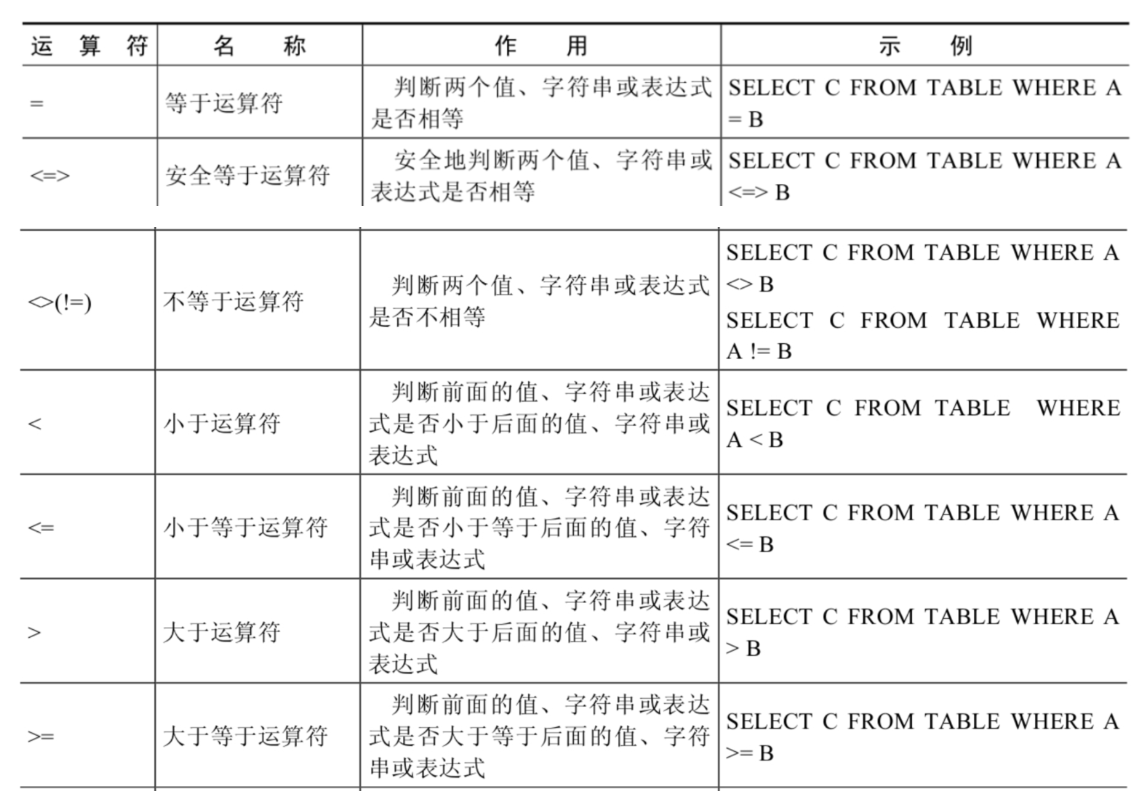 运 算 符 名 称 作 用 示 例
= 等于运算符 判断两个值、字符串或表达式
是否相等 SELECT C FROM TABLE WHERE A
= B
<=> 安全等于运算符 安全地判断两个值、字符串或
表达式是否相等 SELECT C FROM TABLE WHERE A
<=> B
<>(!=) 不等于运算符 判断两个值、字符串或表达式
是否不相等 SELECT C FROM TABLE WHERE A
<> B
SELECT C FROM TABLE WHERE
A != B
< 小于运算符 判断前面的值、字符串或表达
式是否小于后面的值、字符串或
表达式 SELECT C FROM TABLE WHERE
A < B
<= 小于等于运算符 判断前面的值、字符串或表达
式是否小于等于后面的值、字符
串或表达式 SELECT C FROM TABLE WHERE A
<= B
> 大于运算符 判断前面的值、字符串或表达
式是否大于后面的值、字符串或
表达式 SELECT C FROM TABLE WHERE A
> B
>= 大于等于运算符 判断前面的值、字符串或表达
式是否大于等于后面的值、字符
串或表达式 SELECT C FROM TABLE WHERE A
>= B